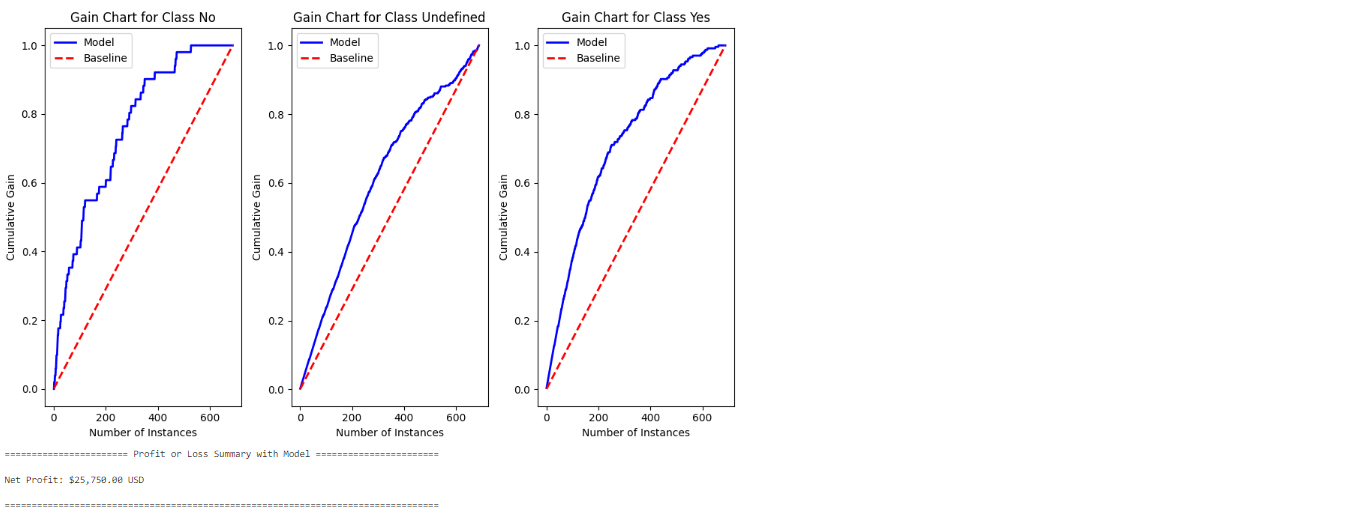 Gain Chart for Class No
Gain Chart for Class Undefined
Gain Chart for Class Yes
Model
Baseline
Model
Baseline
Model
Baseline
1.0
0.8
0.6
0.4
0.2
0.0
1.0
0.8
0.6
0.4
0.2
0.0
1.0
0.8
0.6
0.4
0.2
0.0
Cumulative Gain
Cumulative Gain
Cumulative Gain
0 200 400 600
0 200 400 600
0 200 400 600
Number of Instances
Number of Instances
Number of Instances
======================= Profit or Loss Summary with Model =======================
Net Profit: $25,750.00 USD
=================================================================================